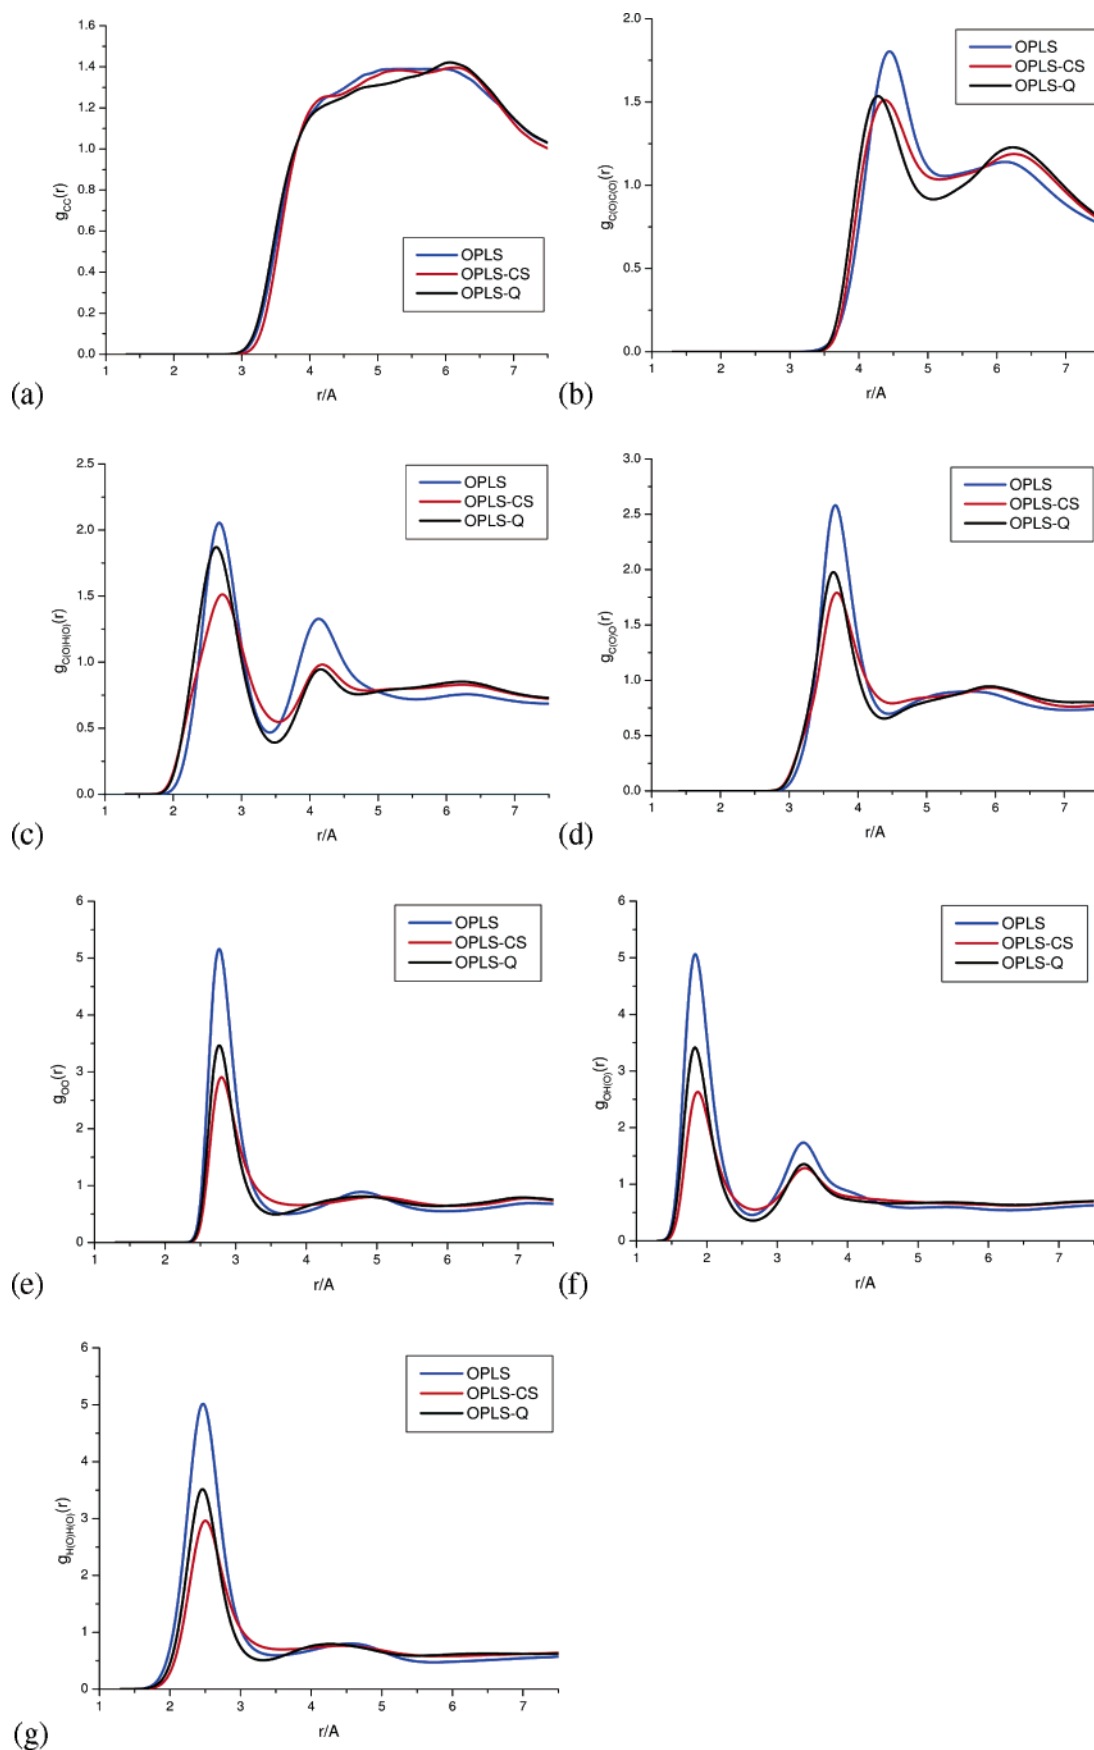 1.6
1.4
1.2
1.0
0.8
0.6
0.4
0.2
0.0
g_CC(r)
OPLS
OPLS-CS
OPLS-Q
1 2 3 4 5 6 7
r/A
(a)
2.0
1.5
1.0
0.5
0.0
g_C(O)C(O)(r)
OPLS
OPLS-CS
OPLS-Q
1 2 3 4 5 6 7
r/A
(b)
2.5
2.0
1.5
1.0
0.5
0.0
g_C(O)H(O)(r)
OPLS
OPLS-CS
OPLS-Q
1 2 3 4 5 6 7
r/A
(c)
3.0
2.5
2.0
1.5
1.0
0.5
0.0
g_C(O)O(r)
OPLS
OPLS-CS
OPLS-Q
1 2 3 4 5 6 7
r/A
(d)
6
5
4
3
2
1
0
g_OO(r)
OPLS
OPLS-CS
OPLS-Q
1 2 3 4 5 6 7
r/A
(e)
6
5
4
3
2
1
0
g_OH(O)(r)
OPLS
OPLS-CS
OPLS-Q
1 2 3 4 5 6 7
r/A
(f)
6
5
4
3
2
1
0
g_H(O)H(O)(r)
OPLS
OPLS-CS
OPLS-Q
1 2 3 4 5 6 7
r/A
(g)